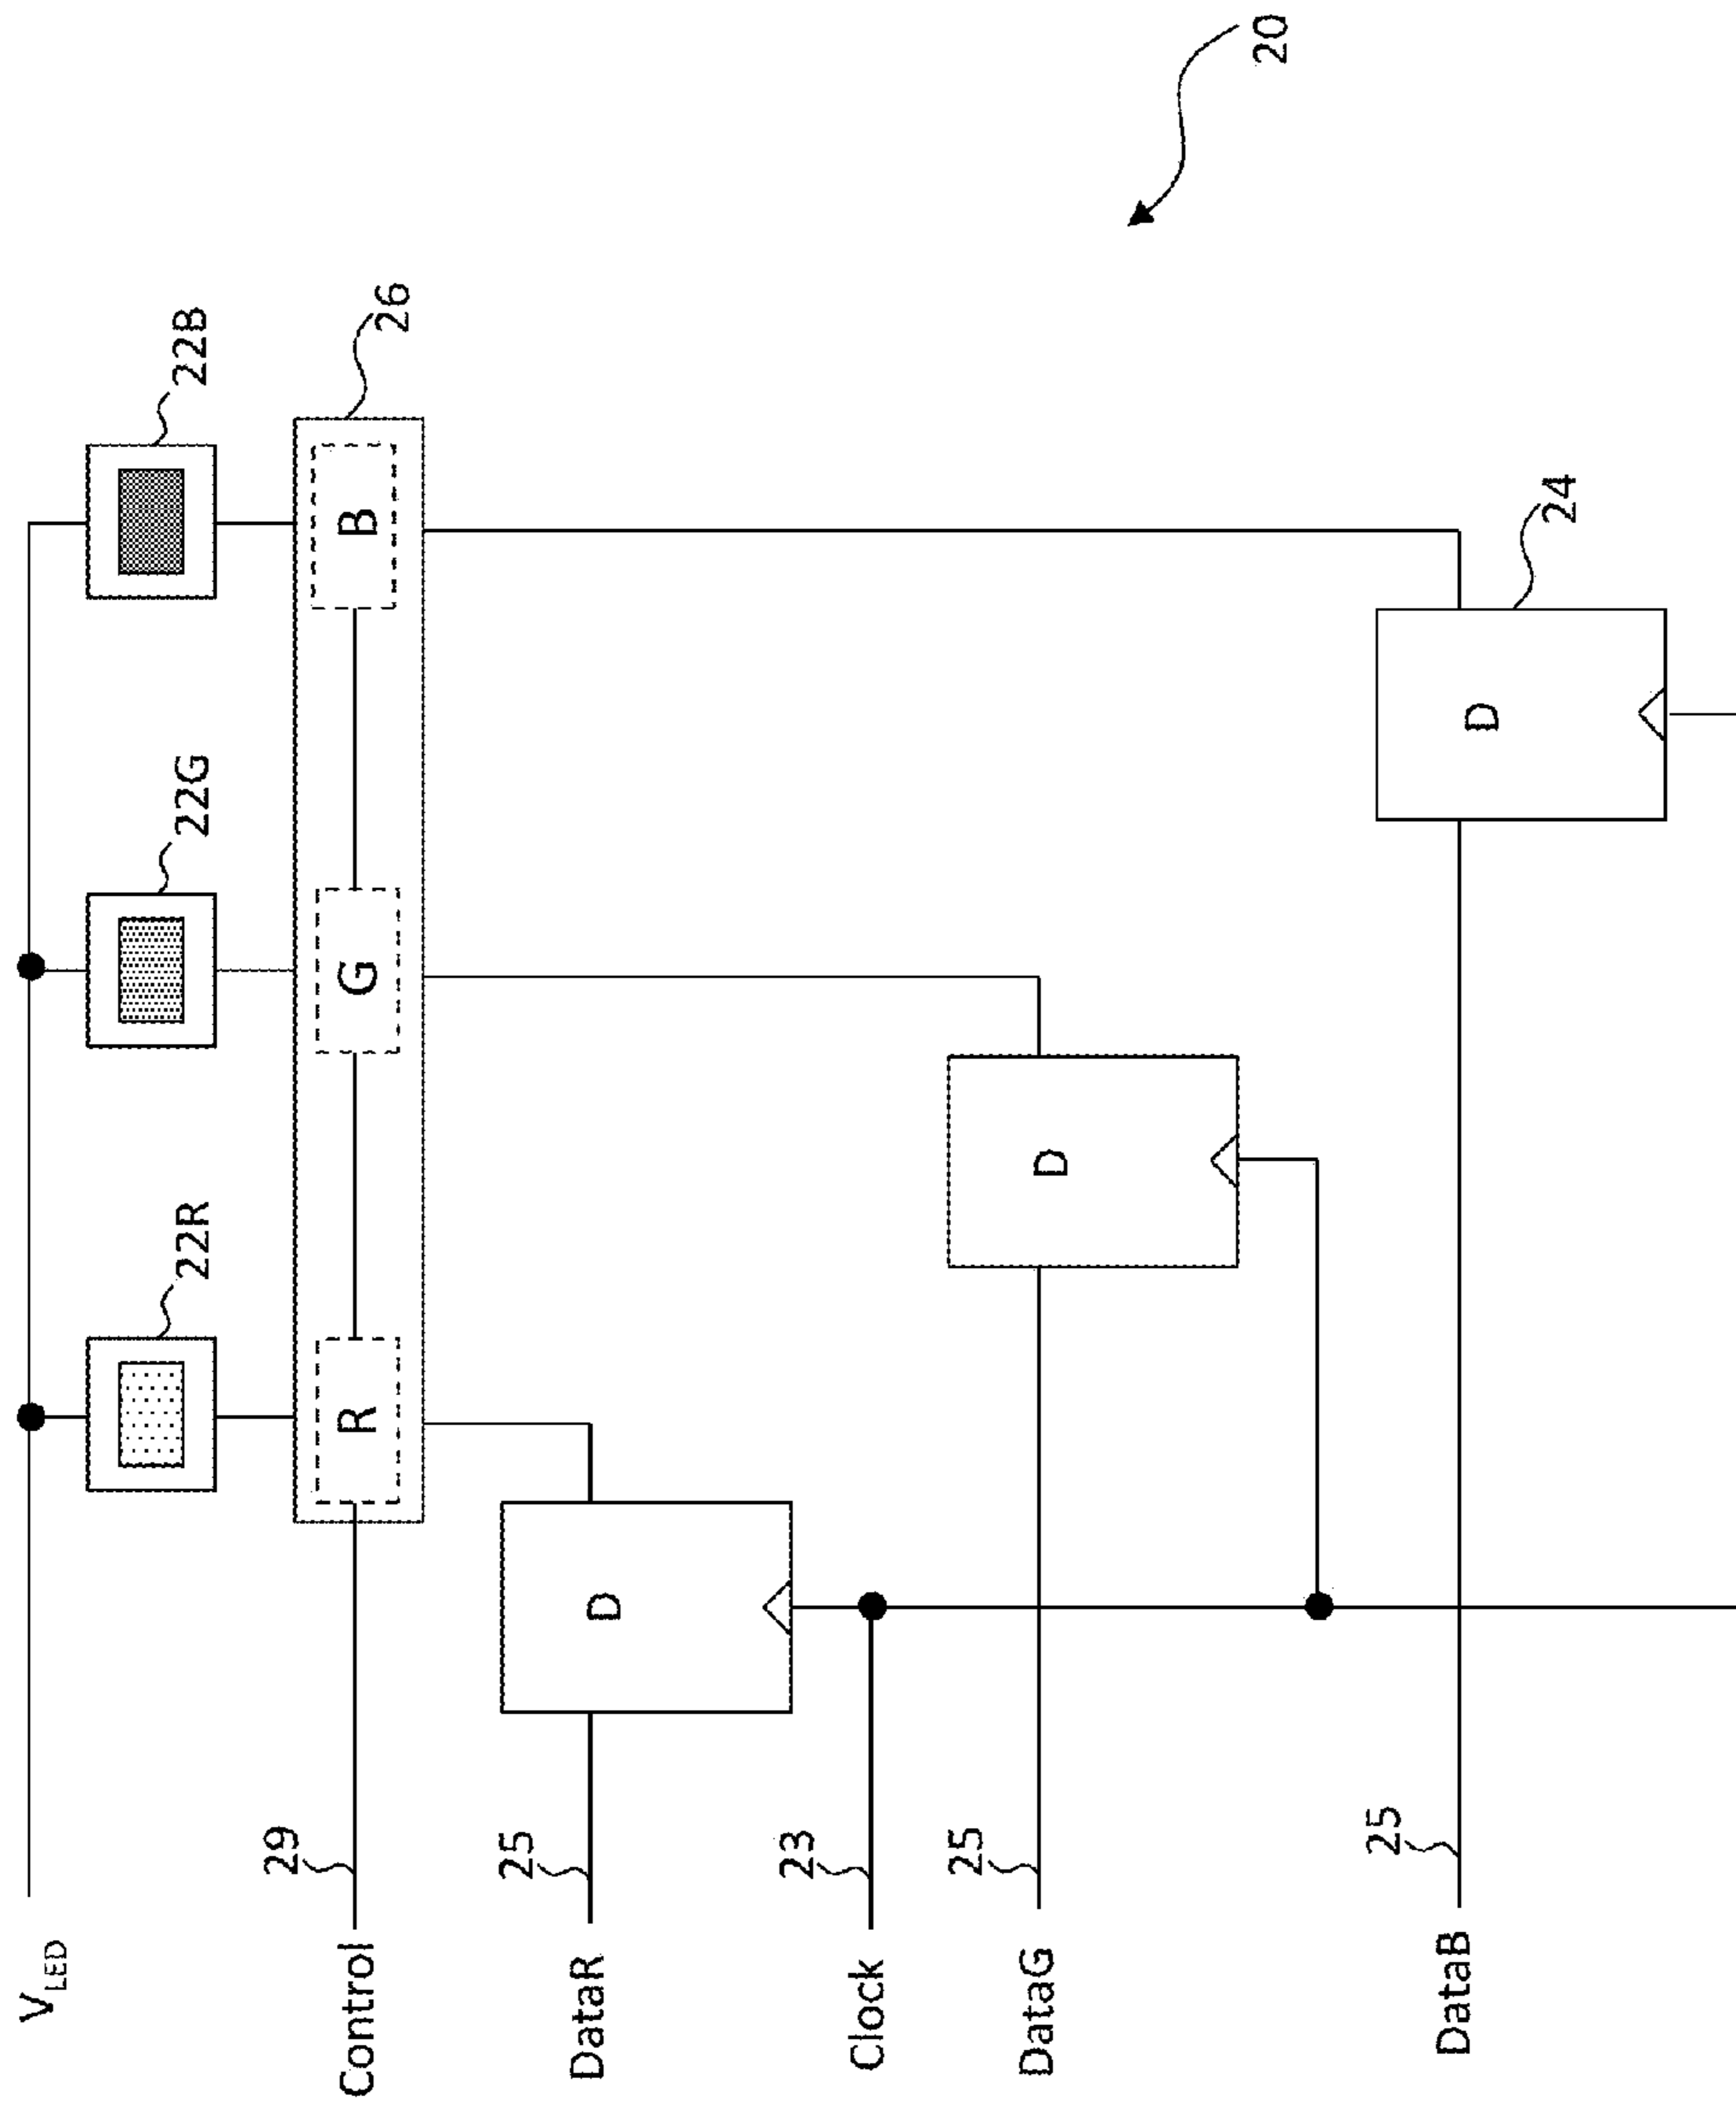 V_LED
22R
22G
22B
29
Control
R
G
B
26
25
DataR
D
23
Clock
25
DataG
D
25
DataB
D
24
20